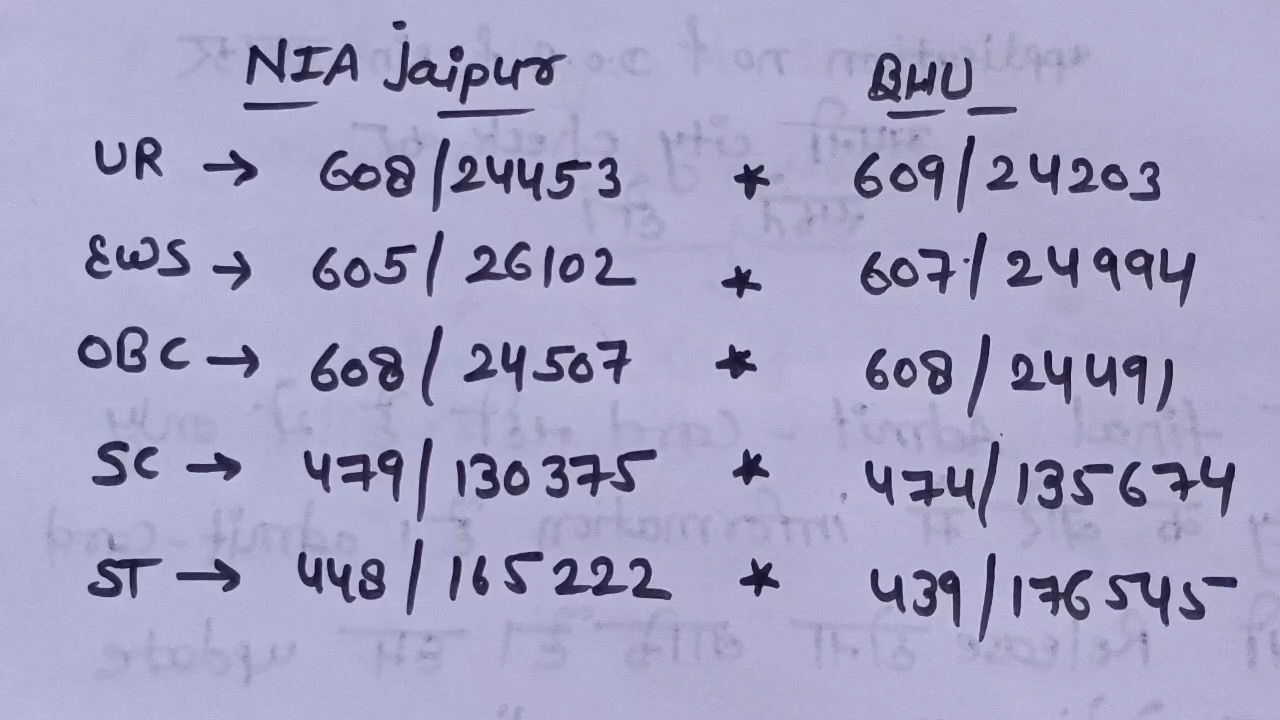 NIA Jaipur BHU
UR → 608/24453 * 609/24203
EWS → 605/26102 * 607/24994
OBC → 608/24507 * 608/24491
SC → 479/130375 * 474/135674
ST → 448/165222 * 439/176545